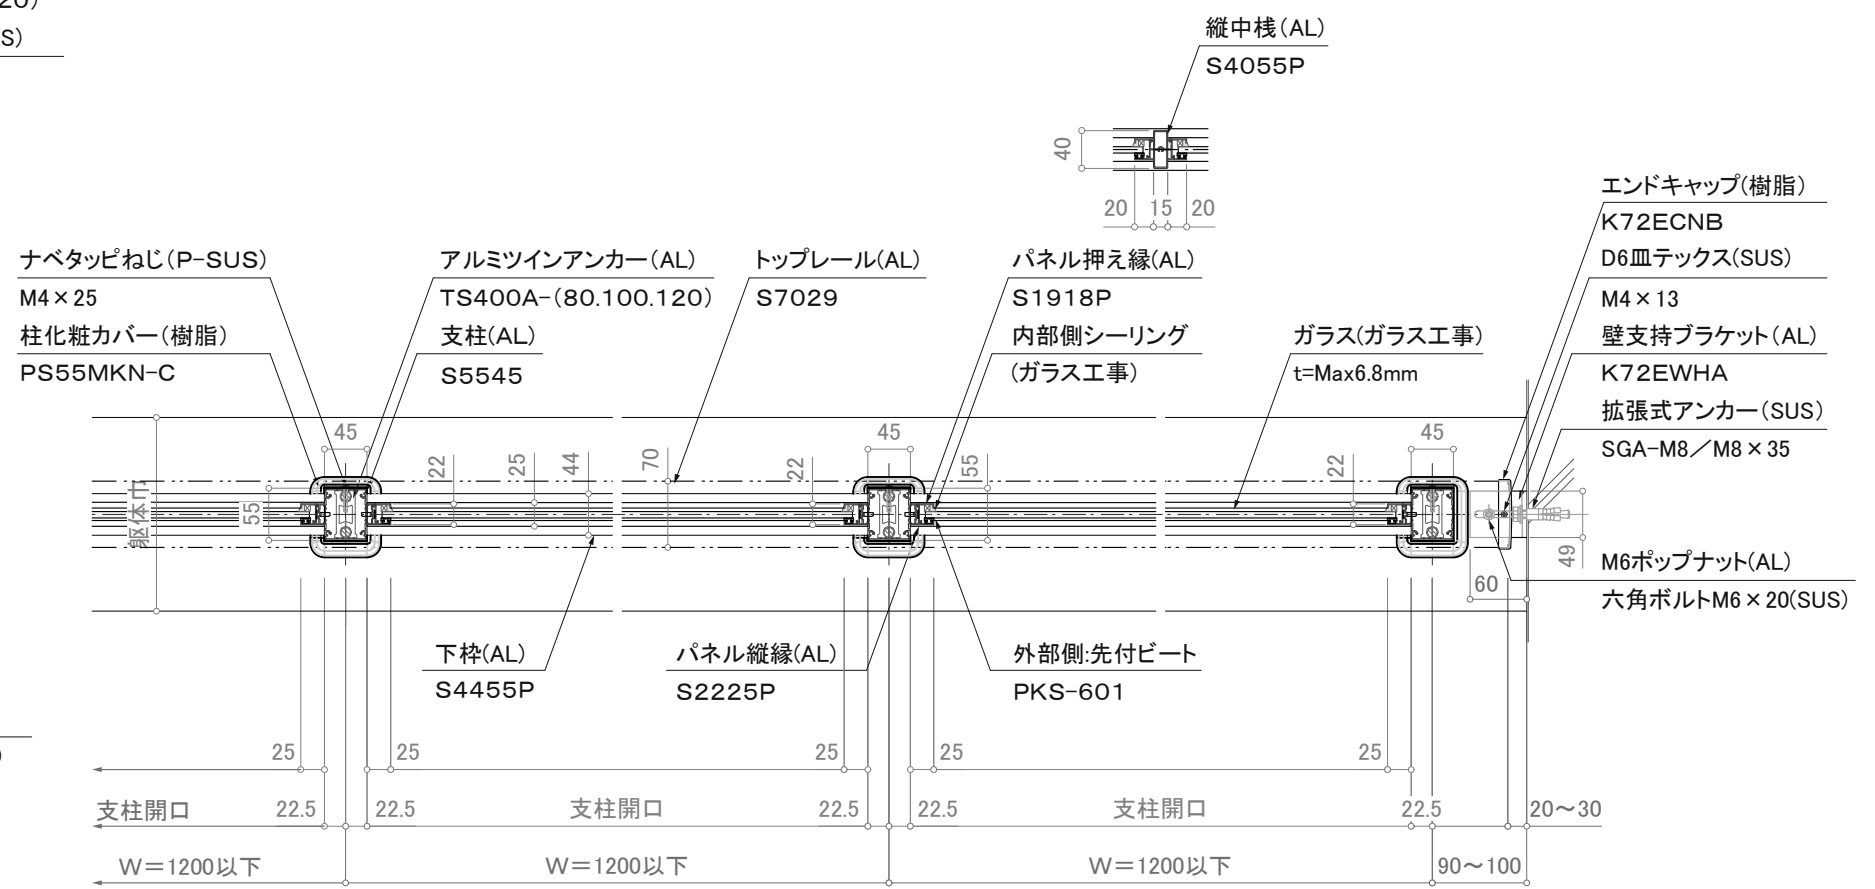 20)
S)
縦中桟(AL)
S4055P
40
20 15 20
ナベタッピねじ(P-SUS)
M4×25
柱化粧カバー(樹脂)
PS55MKN-C
アルミツインアンカー(AL)
TS400A-(80.100.120)
支柱(AL)
S5545
トップレール(AL)
S7029
パネル押え縁(AL)
S1918P
内部側シーリング
(ガラス工事)
ガラス(ガラス工事)
t=Max6.8mm
エンドキャップ(樹脂)
K72ECNB
D6皿テックス(SUS)
M4×13
壁支持ブラケット(AL)
K72EWHA
拡張式アンカー(SUS)
SGA-M8/M8×35
45 45 45
22 25 44 70 22 55 22
躯体巾
55
49
60
M6ポップナット(AL)
六角ボルトM6×20(SUS)
下枠(AL)
S4455P
パネル縦縁(AL)
S2225P
外部側:先付ビート
PKS-601
)
25 25 25 25 25
支柱開口 22.5 22.5 支柱開口 22.5 22.5 支柱開口 22.5 20~30
W=1200以下 W=1200以下 W=1200以下 90~100